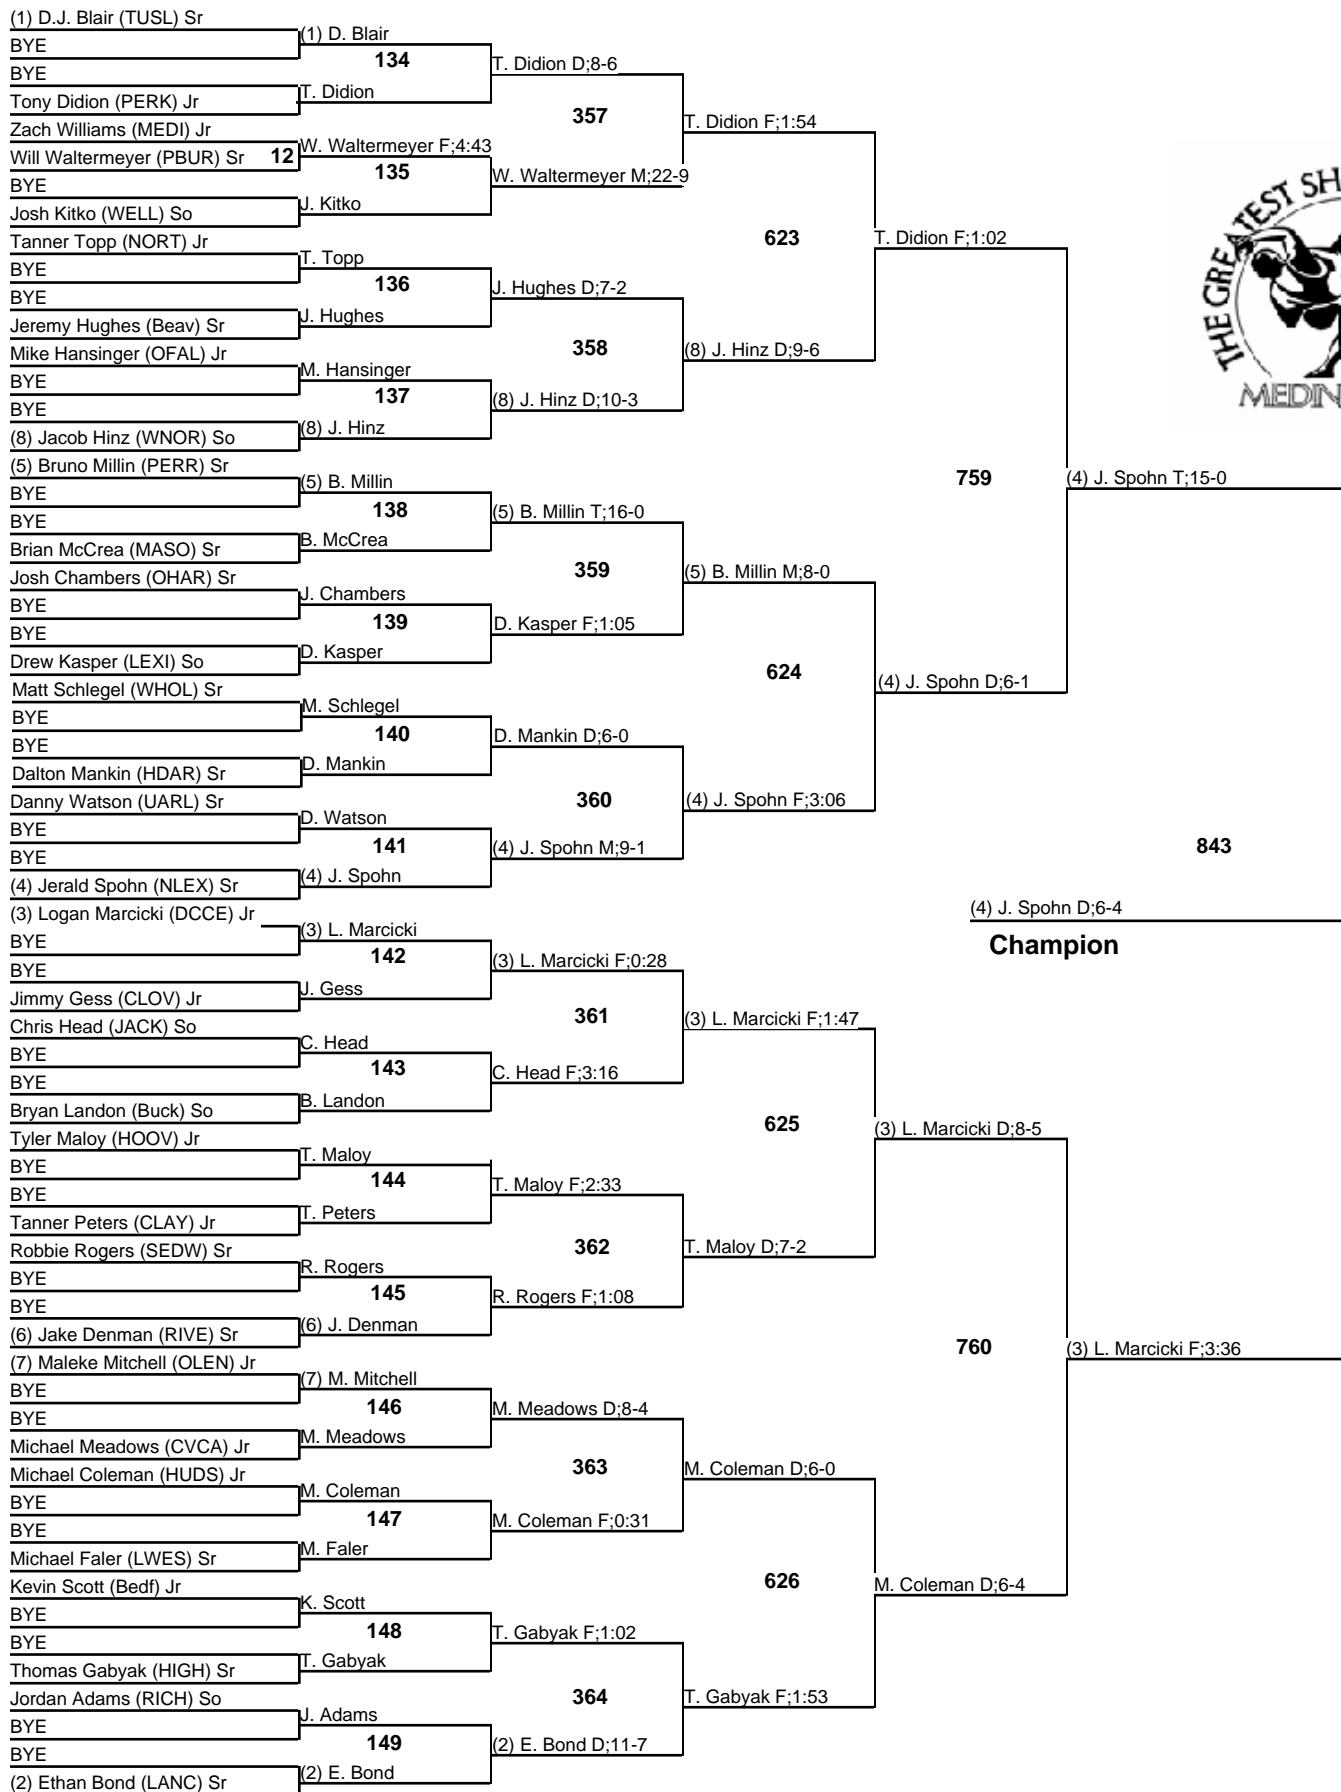 (1) D.J. Blair (TUSL) Sr
BYE
BYE
Tony Didion (PERK) Jr
Zach Williams (MEDI) Jr
Will Waltermeyer (PBUR) Sr
12
BYE
Josh Kitko (WELL) So
Tanner Topp (NORT) Jr
BYE
BYE
Jeremy Hughes (Beav) Sr
Mike Hansinger (OFAL) Jr
BYE
BYE
(8) Jacob Hinz (WNOR) So
(5) Bruno Millin (PERR) Sr
BYE
BYE
Brian McCrea (MASO) Sr
Josh Chambers (OHAR) Sr
BYE
BYE
Drew Kasper (LEXI) So
Matt Schlegel (WHOL) Sr
BYE
BYE
Dalton Mankin (HDAR) Sr
Danny Watson (UARL) Sr
BYE
BYE
(4) Jerald Spohn (NLEX) Sr
(3) Logan Marcicki (DCCE) Jr
BYE
BYE
Jimmy Gess (CLOV) Jr
Chris Head (JACK) So
BYE
BYE
Bryan Landon (Buck) So
Tyler Maloy (HOOV) Jr
BYE
BYE
Tanner Peters (CLAY) Jr
Robbie Rogers (SEDW) Sr
BYE
BYE
(6) Jake Denman (RIVE) Sr
(7) Maleke Mitchell (OLEN) Jr
BYE
BYE
Michael Meadows (CVCA) Jr
Michael Coleman (HUDS) Jr
BYE
BYE
Michael Faler (LWES) Sr
Kevin Scott (Bedf) Jr
BYE
BYE
Thomas Gabyak (HIGH) Sr
Jordan Adams (RICH) So
BYE
BYE
(2) Ethan Bond (LANC) Sr
(1) D. Blair
134
T. Didion
W. Waltermeyer F;4:43
135
J. Kitko
T. Topp
136
J. Hughes
M. Hansinger
137
(8) J. Hinz
(5) B. Millin
138
B. McCrea
J. Chambers
139
D. Kasper
M. Schlegel
140
D. Mankin
D. Watson
141
(4) J. Spohn
(3) L. Marcicki
142
J. Gess
C. Head
143
B. Landon
T. Maloy
144
T. Peters
R. Rogers
145
(6) J. Denman
(7) M. Mitchell
146
M. Meadows
M. Coleman
147
M. Faler
K. Scott
148
T. Gabyak
J. Adams
149
(2) E. Bond
T. Didion D;8-6
357
W. Waltermeyer M;22-9
J. Hughes D;7-2
358
(8) J. Hinz D;10-3
(5) B. Millin T;16-0
359
D. Kasper F;1:05
D. Mankin D;6-0
360
(4) J. Spohn M;9-1
(3) L. Marcicki F;0:28
361
C. Head F;3:16
T. Maloy F;2:33
362
R. Rogers F;1:08
M. Meadows D;8-4
363
M. Coleman F;0:31
T. Gabyak F;1:02
364
(2) E. Bond D;11-7
T. Didion F;1:54
623
(8) J. Hinz D;9-6
(5) B. Millin M;8-0
624
(4) J. Spohn F;3:06
(3) L. Marcicki F;1:47
625
T. Maloy D;7-2
M. Coleman D;6-0
626
T. Gabyak F;1:53
T. Didion F;1:02
759
(4) J. Spohn D;6-1
(3) L. Marcicki D;8-5
760
M. Coleman D;6-4
(4) J. Spohn T;15-0
843
(3) L. Marcicki F;3:36
(4) J. Spohn D;6-4
Champion
THE GREATEST SH
MEDIN